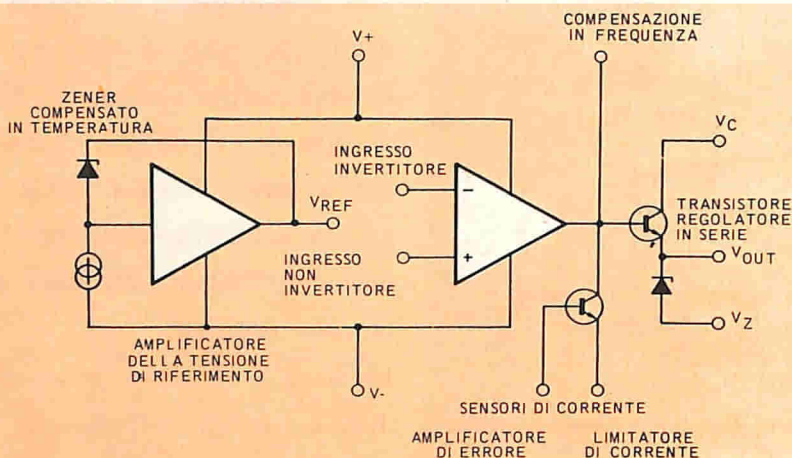 COMPENSAZIONE
IN FREQUENZA
V+
ZENER
COMPENSATO
IN TEMPERATURA
VC
INGRESSO
INVERTITORE
−
VREF
TRANSISTORE
REGOLATORE
IN SERIE
INGRESSO
NON
INVERTITORE
+
VOUT
VZ
AMPLIFICATORE
DELLA TENSIONE
DI RIFERIMENTO
V-
SENSORI DI CORRENTE
AMPLIFICATORE
DI ERRORE
LIMITATORE
DI CORRENTE